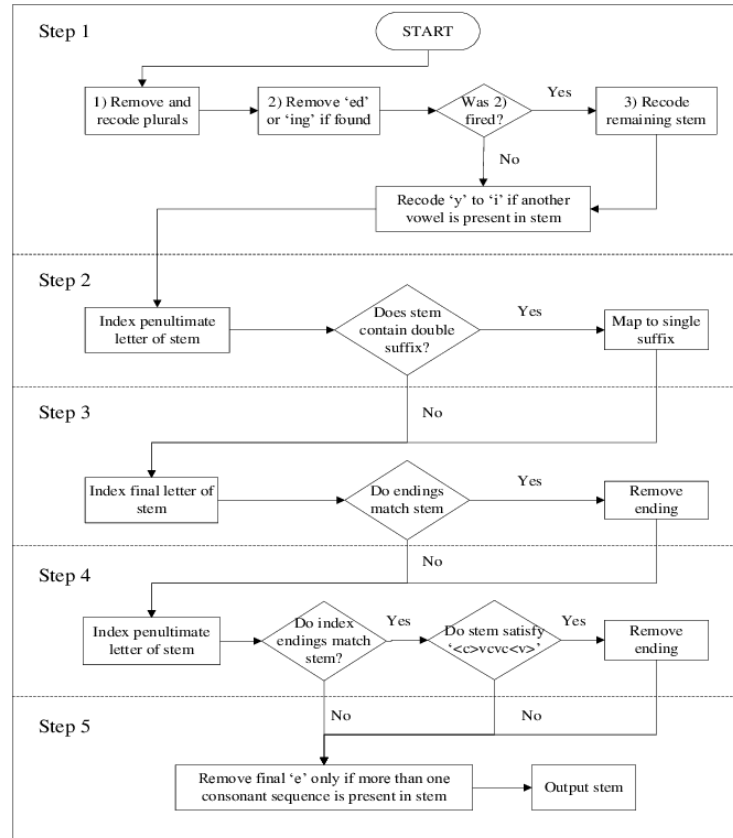 Step 1
START
1) Remove and
recode plurals
2) Remove ‘ed’
or ‘ing’ if found
Was 2)
fired?
Yes
3) Recode
remaining stem
No
Recode ‘y’ to ‘i’ if another
vowel is present in stem
Step 2
Index penultimate
letter of stem
Does stem
contain double
suffix?
Yes
Map to single
suffix
No
Step 3
Index final letter of
stem
Do endings
match stem
Yes
Remove
ending
No
Step 4
Index penultimate
letter of stem
Do index
endings match
stem?
Yes
Do stem satisfy
‘<c>vcvc<v>’
Yes
Remove
ending
No
No
Step 5
Remove final ‘e’ only if more than one
consonant sequence is present in stem
Output stem